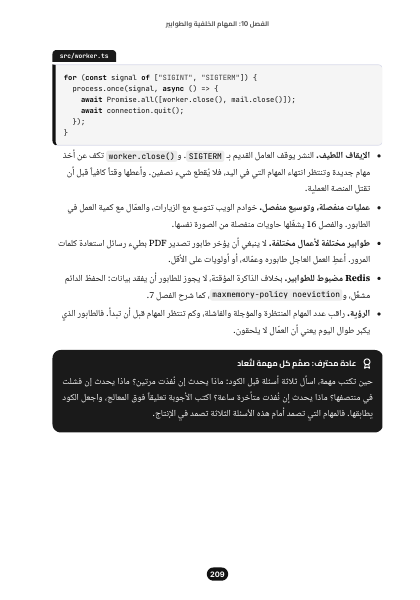 الفصل 10: المهام الخلفية والطوابير
src/worker.ts
for (const signal of ["SIGINT", "SIGTERM"]) {
process.once(signal, async () => {
await Promise.all([worker.close(), mail.close()]);
await connection.quit();
});
}
• الإيقاف اللطيف. النشر يوقف العامل القديم بـ SIGTERM. و worker.close() تكف عن أخذ
مهام جديدة وتنتظر انتهاء المهام التي في اليد، فلا يُقطع شيء نصفين. وأعطها وقتاً كافياً قبل أن
تقتل المنصة العملية.
• عمليات منفصلة، وتوسيع منفصل. خوادم الويب تتوسع مع الزيارات، والعمّال مع كمية العمل في
الطابور. والفصل 16 يشغّلها حاويات منفصلة من الصورة نفسها.
• طوابير مختلفة لأعمال مختلفة. لا ينبغي أن يؤخر طابور تصدير PDF بطيء رسائل استعادة كلمات
المرور. أعطِ العمل العاجل طابوره وعمّاله، أو أولويات على الأقل.
• Redis مضبوط للطوابير. بخلاف الذاكرة المؤقتة، لا يجوز للطابور أن يفقد بيانات: الحفظ الدائم
مشغّل، و maxmemory-policy noeviction، كما شرح الفصل 7.
• الرؤية. راقب عدد المهام المنتظرة والمؤجلة والفاشلة، وكم تنتظر المهام قبل أن تبدأ. فالطابور الذي
يكبر طوال اليوم يعني أن العمّال لا يلحقون.
عادة محترف: صمّم كل مهمة لتُعاد
حين تكتب مهمة، اسأل ثلاثة أسئلة قبل الكود: ماذا يحدث إن نُفذت مرتين؟ ماذا يحدث إن فشلت
في منتصفها؟ ماذا يحدث إن نُفذت متأخرة ساعة؟ اكتب الأجوبة تعليقاً فوق المعالج، واجعل الكود
يطابقها. فالمهام التي تصمد أمام هذه الأسئلة الثلاثة تصمد في الإنتاج.
209